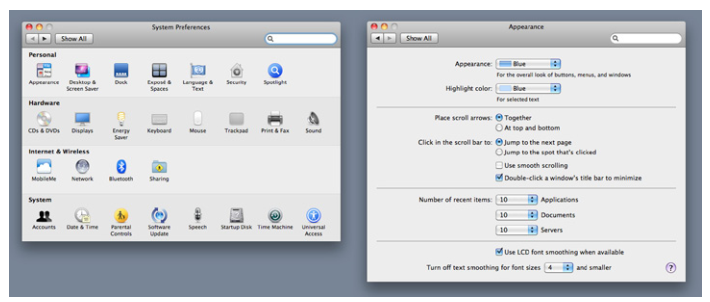 System Preferences
Show All
Personal
Appearance
Desktop &
Screen Saver
Dock
Exposé &
Spaces
Language &
Text
Security
Spotlight
Hardware
CDs & DVDs
Displays
Energy
Saver
Keyboard
Mouse
Trackpad
Print & Fax
Sound
Internet & Wireless
MobileMe
Network
Bluetooth
Sharing
System
Accounts
Date & Time
Parental
Controls
Software
Update
Speech
Startup Disk
Time Machine
Universal
Access
Appearance
Show All
Appearance: Blue
For the overall look of buttons, menus, and windows
Highlight color: Blue
For selected text
Place scroll arrows: Together
At top and bottom
Click in the scroll bar to: Jump to the next page
Jump to the spot that's clicked
Use smooth scrolling
Double-click a window's title bar to minimize
Number of recent items: 10 Applications
10 Documents
10 Servers
Use LCD font smoothing when available
Turn off text smoothing for font sizes 4 and smaller
?